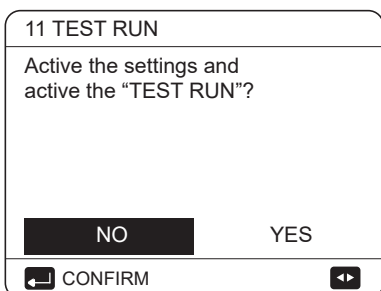 11 TEST RUN
Active the settings and
active the “TEST RUN”?
NO YES
CONFIRM